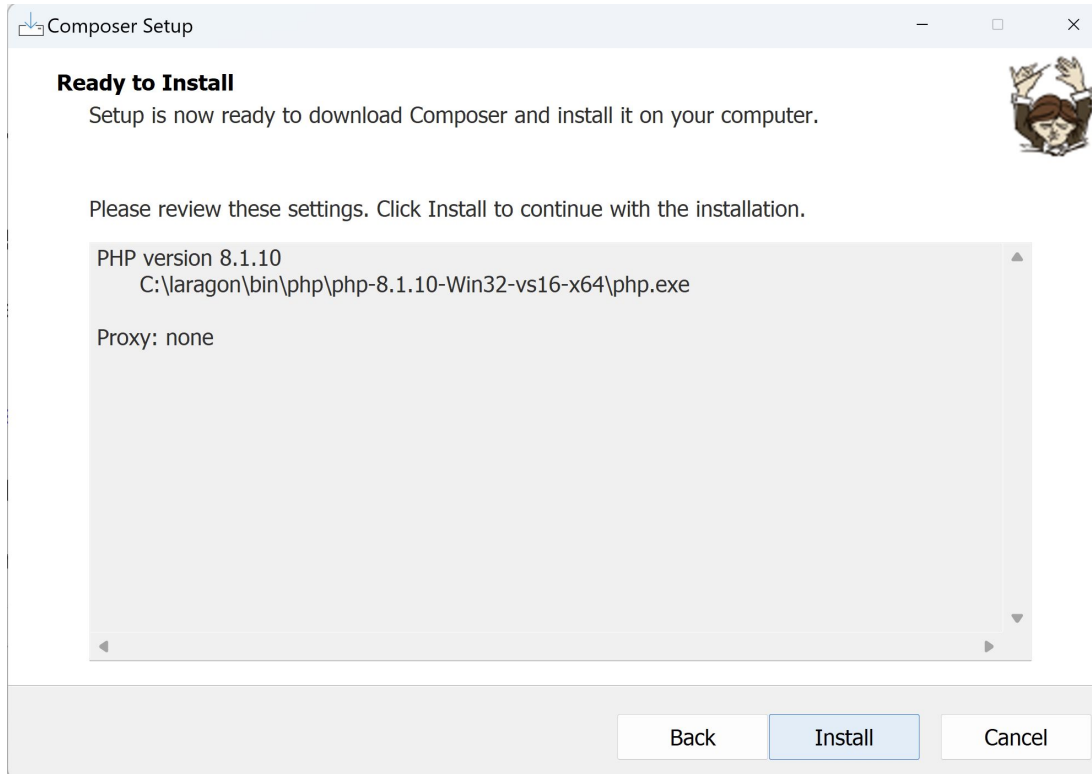 Composer Setup
Ready to Install
Setup is now ready to download Composer and install it on your computer.
Please review these settings. Click Install to continue with the installation.
PHP version 8.1.10
C:\laragon\bin\php\php-8.1.10-Win32-vs16-x64\php.exe
Proxy: none
Back Install Cancel